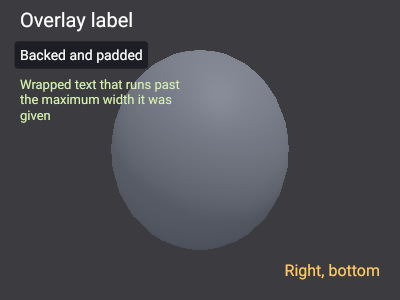 Overlay label
Backed and padded
Wrapped text that runs past
the maximum width it was
given
Right, bottom